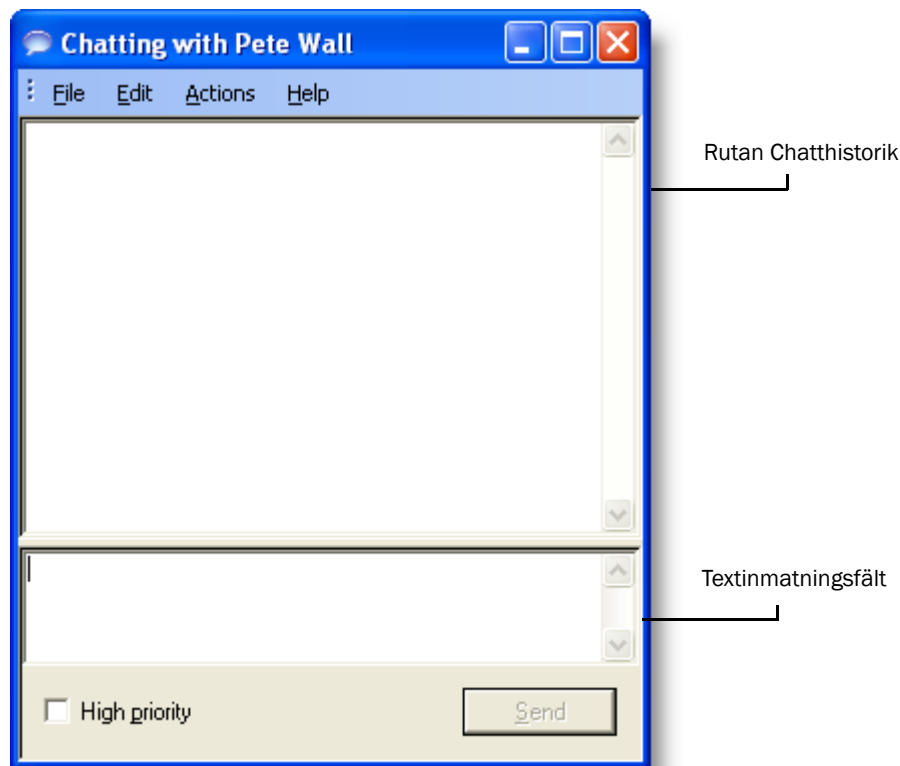 Chatting with Pete Wall
File Edit Actions Help
Rutan Chatthistorik
Textinmatningsfält
High priority
Send